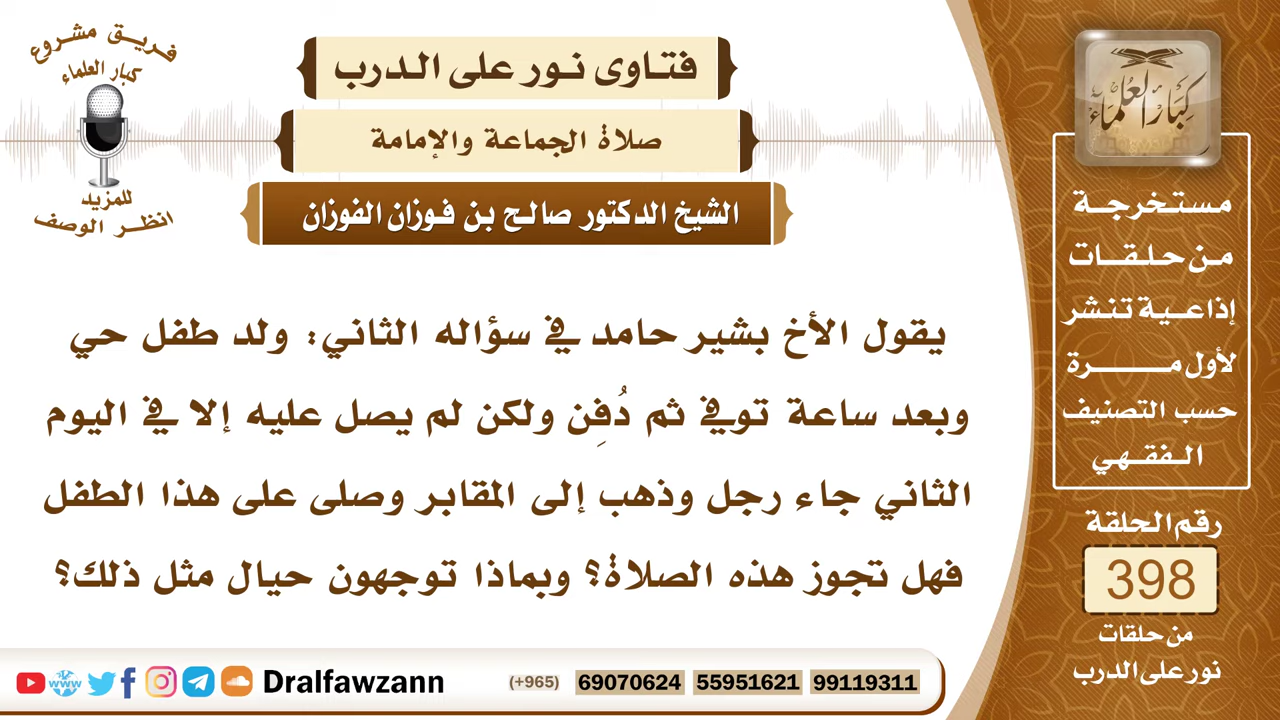 فريق مشروع
كبار العلماء
للمزيد
انظر الوصف
فتاوى نور على الدرب
صلاة الجماعة والإمامة
الشيخ الدكتور صالح بن فوزان الفوزان
يقول الأخ بشير حامد في سؤاله الثاني: ولد طفل حي
وبعد ساعة توفي ثم دُفِن ولكن لم يصل عليه إلا في اليوم
الثاني جاء رجل وذهب إلى المقابر وصلى على هذا الطفل
فهل تجوز هذه الصلاة؟ وبماذا توجهون حيال مثل ذلك؟
كبار العلماء
مستخرجة
من حلقات
إذاعية تنشر
لأول مرة
حسب التصنيف
الفقهي
رقم الحلقة
398
من حلقات
نور على الدرب
www Dralfawzann (+965) 69070624 55951621 99119311